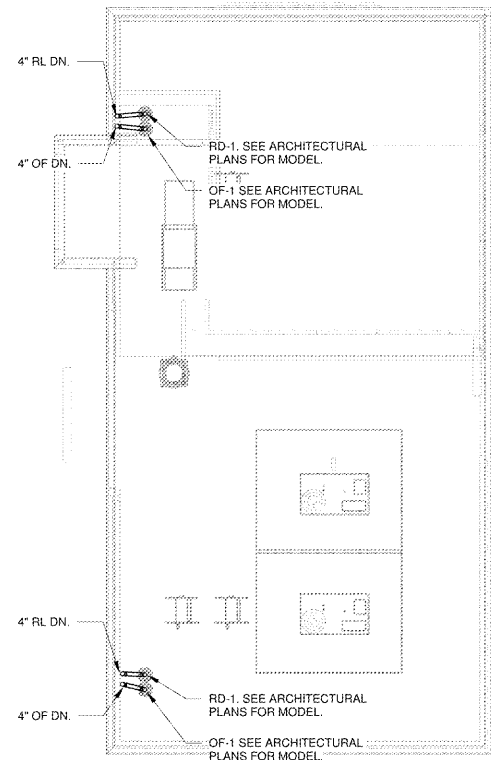 4" RL DN.
4" OF DN.
RD-1. SEE ARCHITECTURAL
PLANS FOR MODEL.
OF-1 SEE ARCHITECTURAL
PLANS FOR MODEL.
4" RL DN.
4" OF DN.
RD-1. SEE ARCHITECTURAL
PLANS FOR MODEL.
OF-1 SEE ARCHITECTURAL
PLANS FOR MODEL.